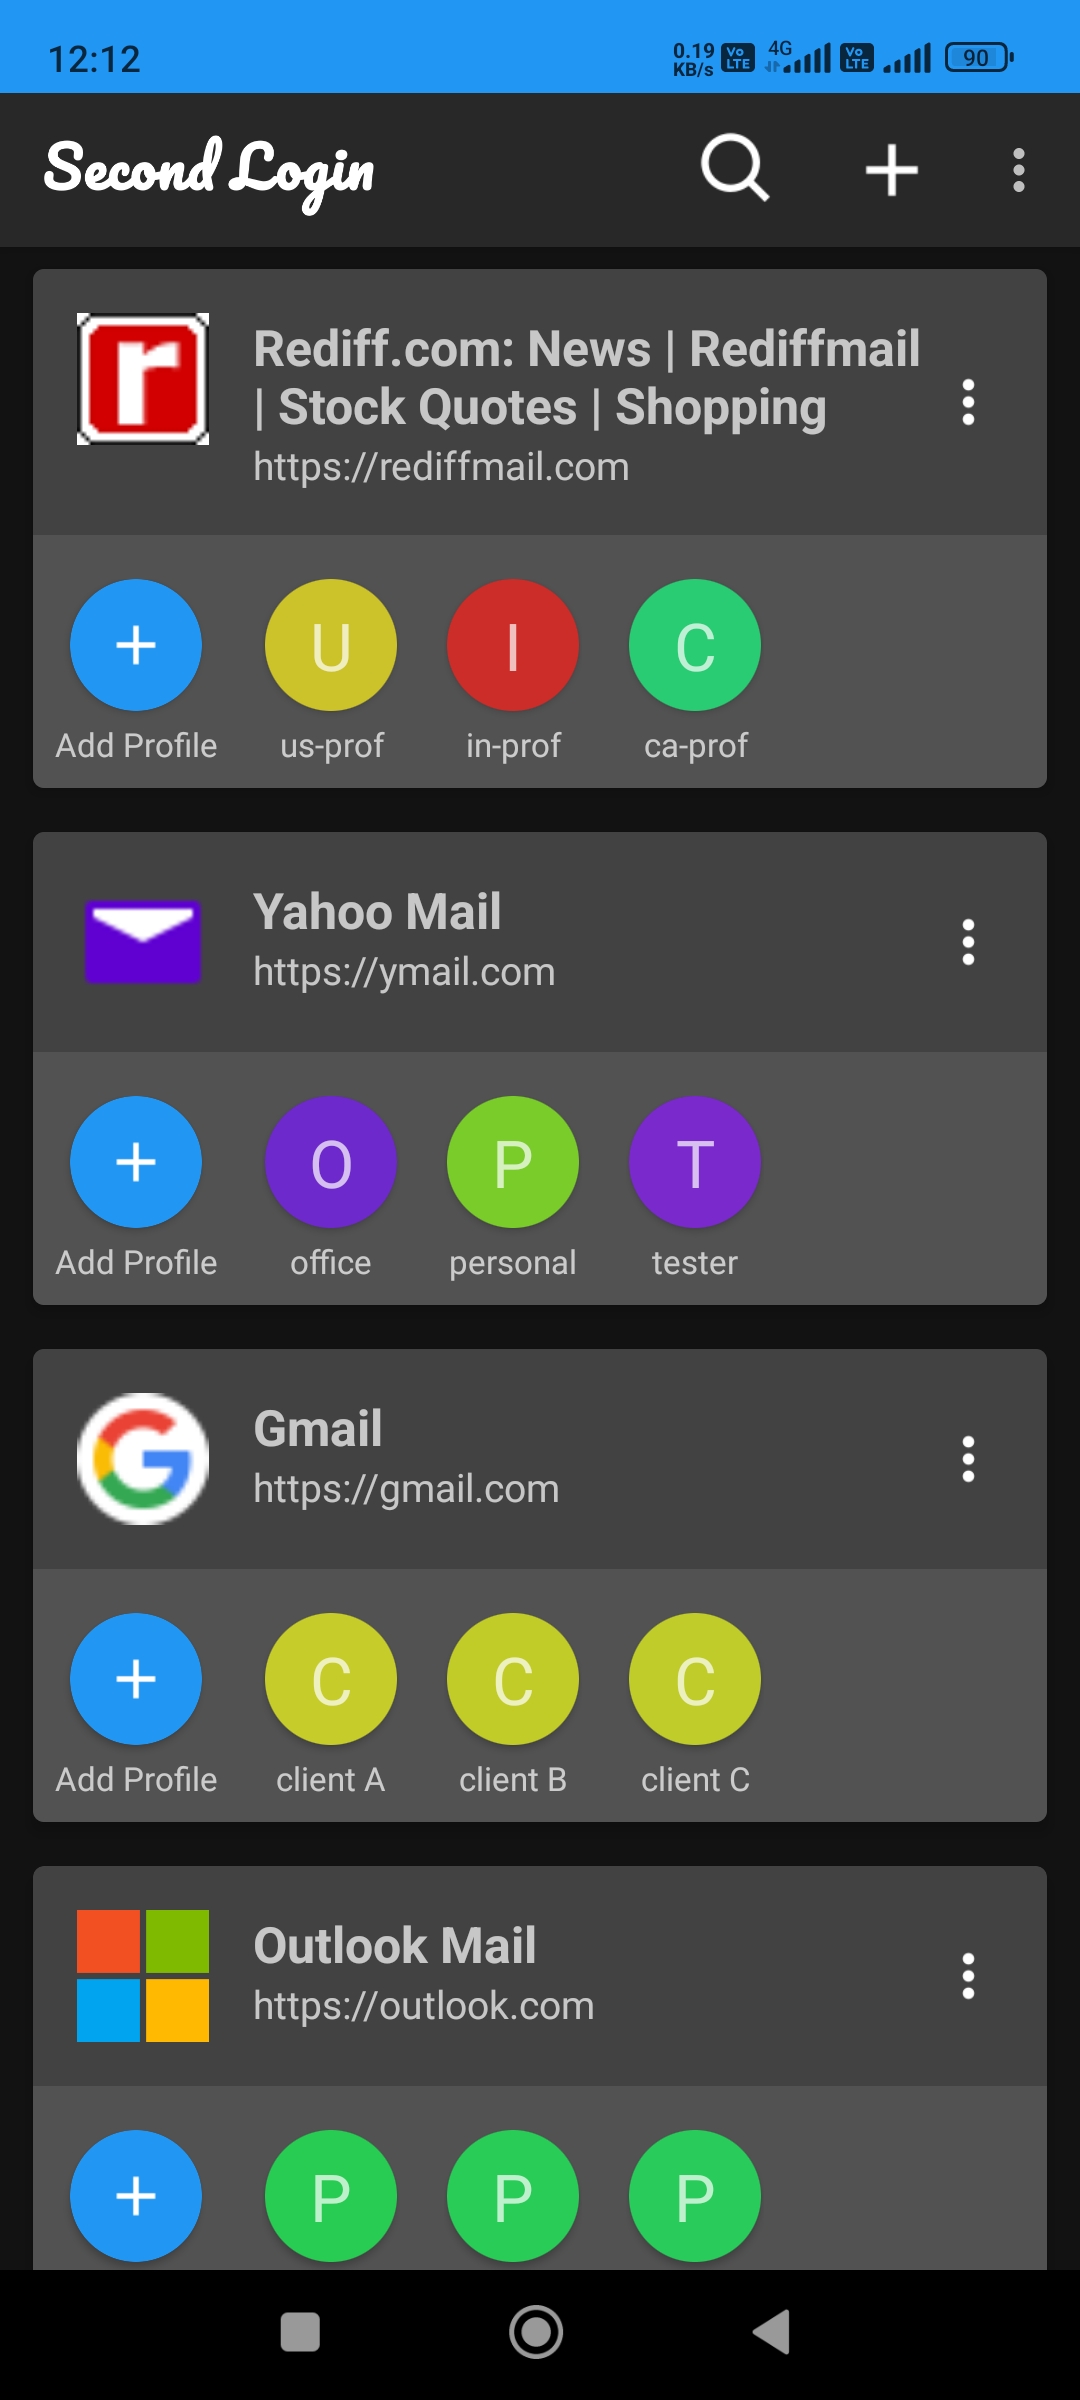 12:12
0.19 KB/s Vo LTE 4G Vo LTE 90
Second Login
r
Rediff.com: News | Rediffmail
| Stock Quotes | Shopping
https://rediffmail.com
U I C
Add Profile us-prof in-prof ca-prof
Yahoo Mail
https://ymail.com
O P T
Add Profile office personal tester
G
Gmail
https://gmail.com
C C C
Add Profile client A client B client C
Outlook Mail
https://outlook.com
P P P